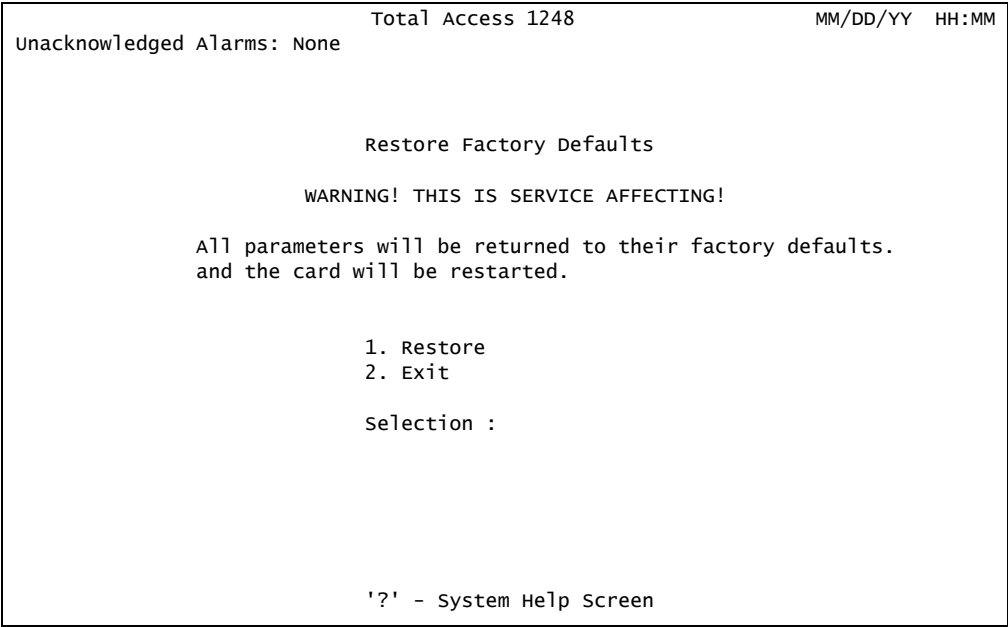 Total Access 1248 MM/DD/YY HH:MM
Unacknowledged Alarms: None
Restore Factory Defaults
WARNING! THIS IS SERVICE AFFECTING!
All parameters will be returned to their factory defaults.
and the card will be restarted.
1. Restore
2. Exit
Selection :
'?' - System Help Screen